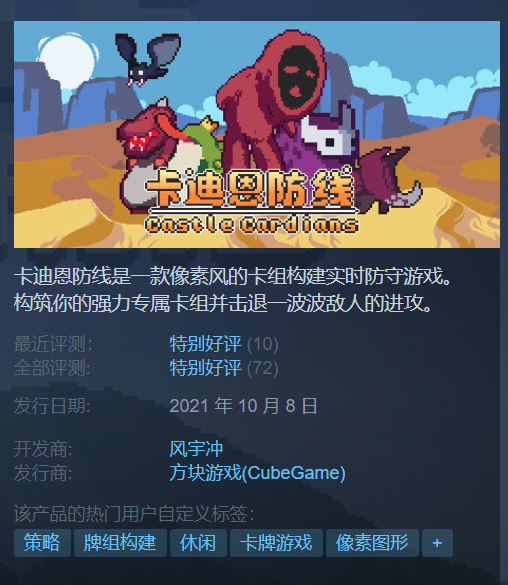 卡迪恩防线
Castle Cardians
卡迪恩防线是一款像素风的卡组构建实时防守游戏。
构筑你的强力专属卡组并击退一波波敌人的进攻。
最近评测: 特别好评 (10)
全部评测: 特别好评 (72)
发行日期: 2021 年 10 月 8 日
开发商: 风宇冲
发行商: 方块游戏(CubeGame)
该产品的热门用户自定义标签:
策略 牌组构建 休闲 卡牌游戏 像素图形 +